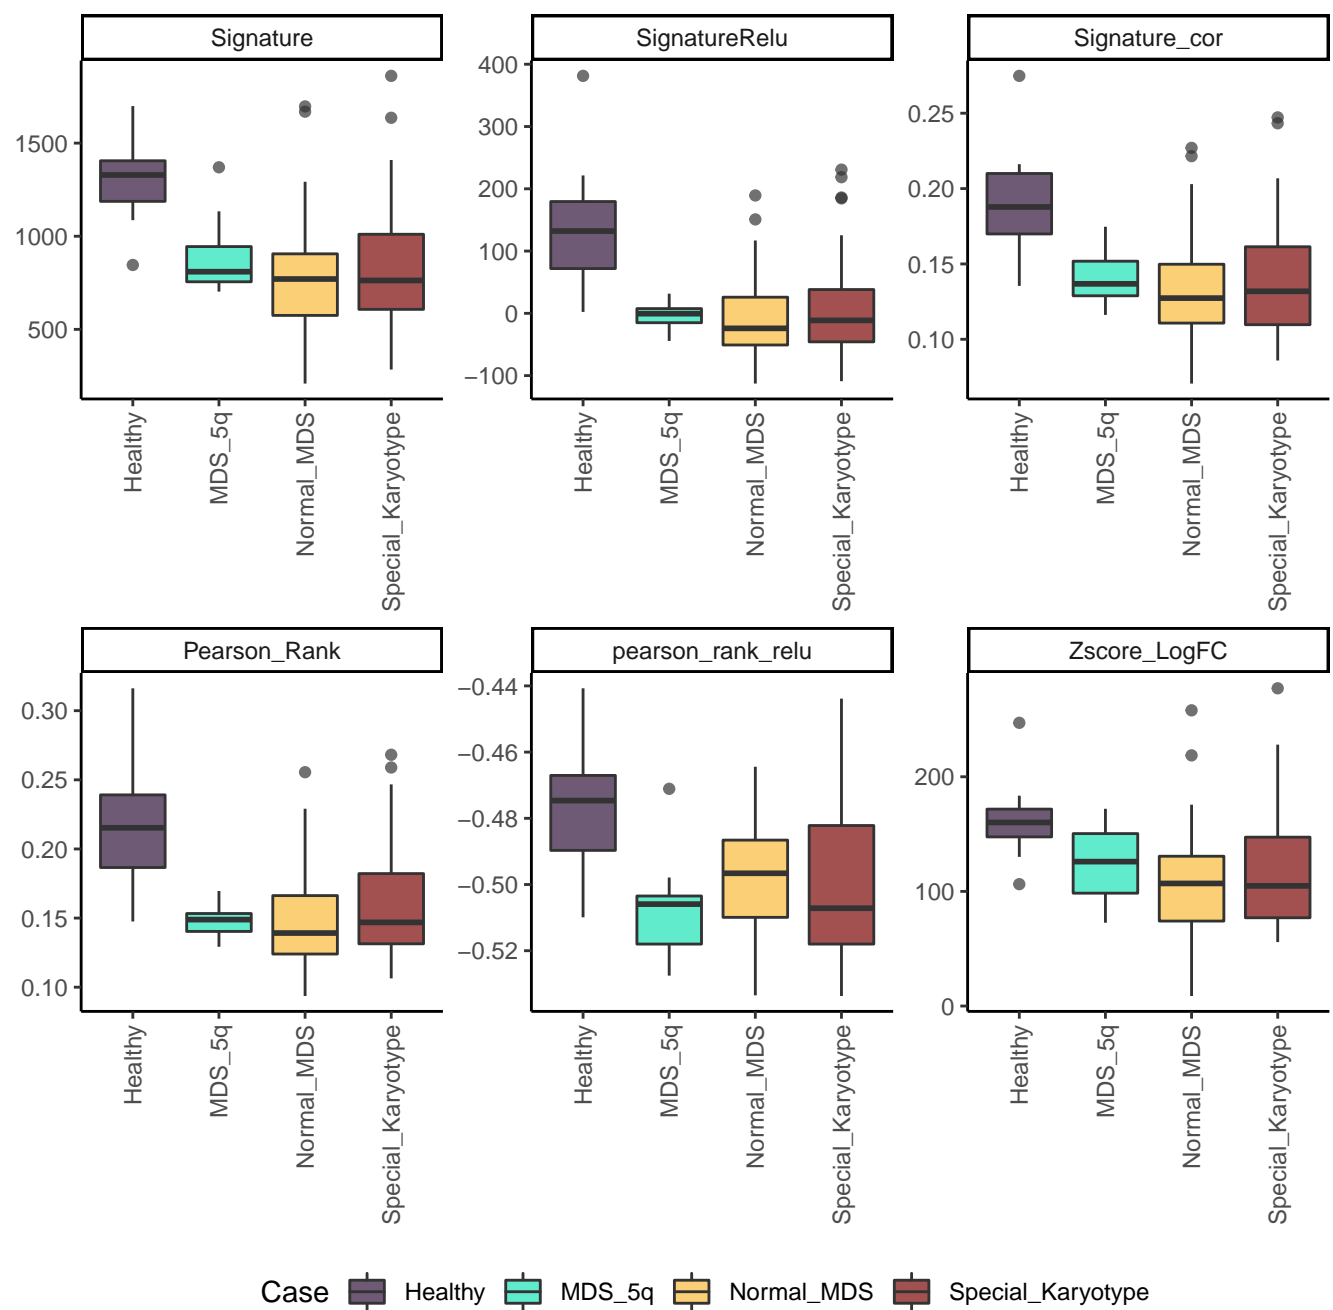 Signature
SignatureRelu
Signature_cor
1500
1000
500
400
300
200
100
0
−100
0.25
0.20
0.15
0.10
Healthy
MDS_5q
Normal_MDS
Special_Karyotype
Healthy
MDS_5q
Normal_MDS
Special_Karyotype
Healthy
MDS_5q
Normal_MDS
Special_Karyotype
Pearson_Rank
pearson_rank_relu
Zscore_LogFC
0.30
0.25
0.20
0.15
0.10
−0.44
−0.46
−0.48
−0.50
−0.52
200
100
0
Healthy
MDS_5q
Normal_MDS
Special_Karyotype
Healthy
MDS_5q
Normal_MDS
Special_Karyotype
Healthy
MDS_5q
Normal_MDS
Special_Karyotype
Case Healthy MDS_5q Normal_MDS Special_Karyotype